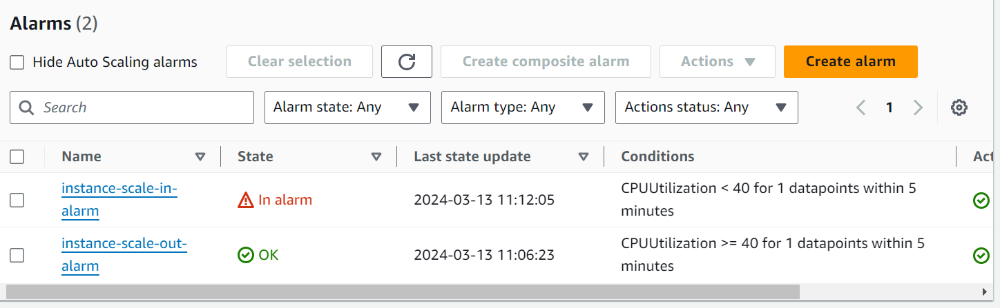 Alarms (2)
Hide Auto Scaling alarms
Clear selection
Create composite alarm
Actions
Create alarm
Search
Alarm state: Any
Alarm type: Any
Actions status: Any
1
Name
State
Last state update
Conditions
Act
instance-scale-in-
alarm
In alarm
2024-03-13 11:12:05
CPUUtilization < 40 for 1 datapoints within 5
minutes
instance-scale-out-
alarm
OK
2024-03-13 11:06:23
CPUUtilization >= 40 for 1 datapoints within 5
minutes